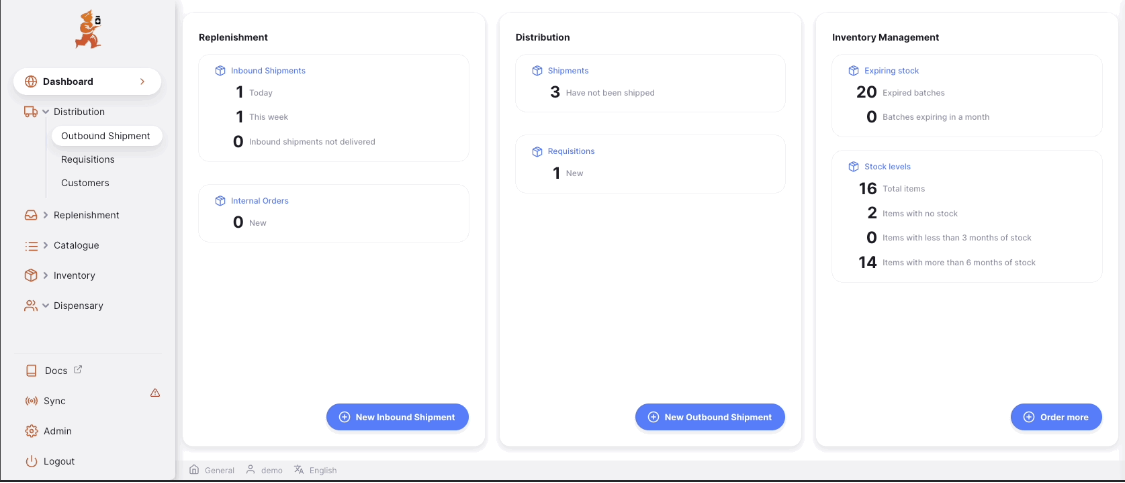 Dashboard
Distribution
Outbound Shipment
Requisitions
Customers
Replenishment
Catalogue
Inventory
Dispensary
Docs
Sync
Admin
Logout
Replenishment
Inbound Shipments
1 Today
1 This week
0 Inbound shipments not delivered
Internal Orders
0 New
New Inbound Shipment
Distribution
Shipments
3 Have not been shipped
Requisitions
1 New
New Outbound Shipment
Inventory Management
Expiring stock
20 Expired batches
0 Batches expiring in a month
Stock levels
16 Total items
2 Items with no stock
0 Items with less than 3 months of stock
14 Items with more than 6 months of stock
Order more
General demo English